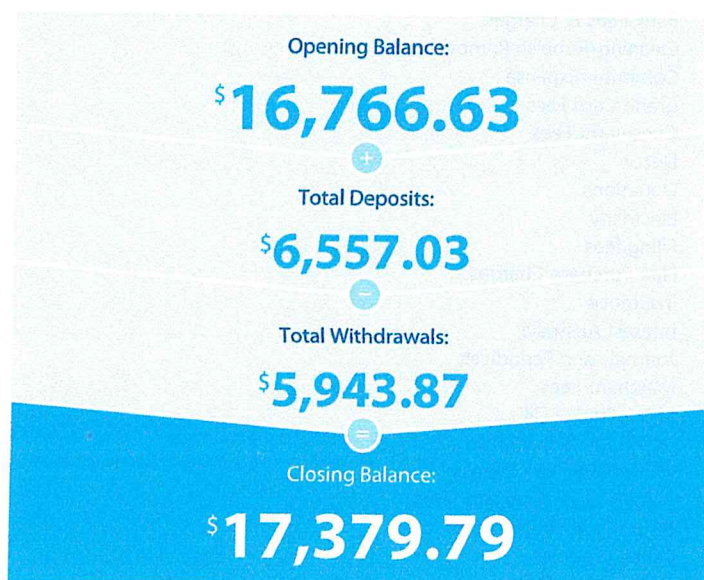 Opening Balance:
$16,766.63
+
Total Deposits:
$6,557.03
=
Total Withdrawals:
$5,943.87
=
Closing Balance:
$17,379.79